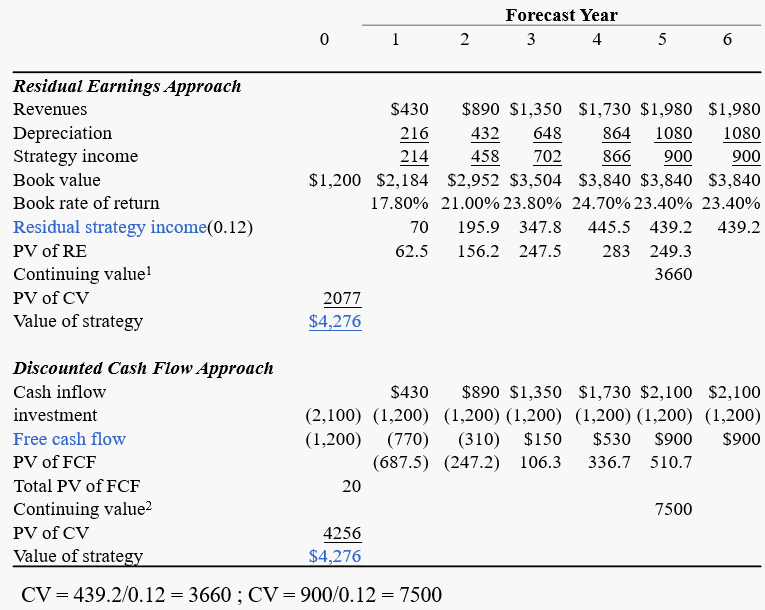 Forecast Year
0 1 2 3 4 5 6
Residual Earnings Approach
Revenues $430 $890 $1,350 $1,730 $1,980 $1,980
Depreciation 216 432 648 864 1080 1080
Strategy income 214 458 702 866 900 900
Book value $1,200 $2,184 $2,952 $3,504 $3,840 $3,840 $3,840
Book rate of return 17.80% 21.00% 23.80% 24.70% 23.40% 23.40%
Residual strategy income(0.12) 70 195.9 347.8 445.5 439.2 439.2
PV of RE 62.5 156.2 247.5 283 249.3
Continuing value¹ 3660
PV of CV 2077
Value of strategy $4,276
Discounted Cash Flow Approach
Cash inflow $430 $890 $1,350 $1,730 $2,100 $2,100
investment (2,100) (1,200) (1,200) (1,200) (1,200) (1,200) (1,200)
Free cash flow (1,200) (770) (310) $150 $530 $900 $900
PV of FCF (687.5) (247.2) 106.3 336.7 510.7
Total PV of FCF 20
Continuing value² 7500
PV of CV 4256
Value of strategy $4,276
CV = 439.2/0.12 = 3660 ; CV = 900/0.12 = 7500